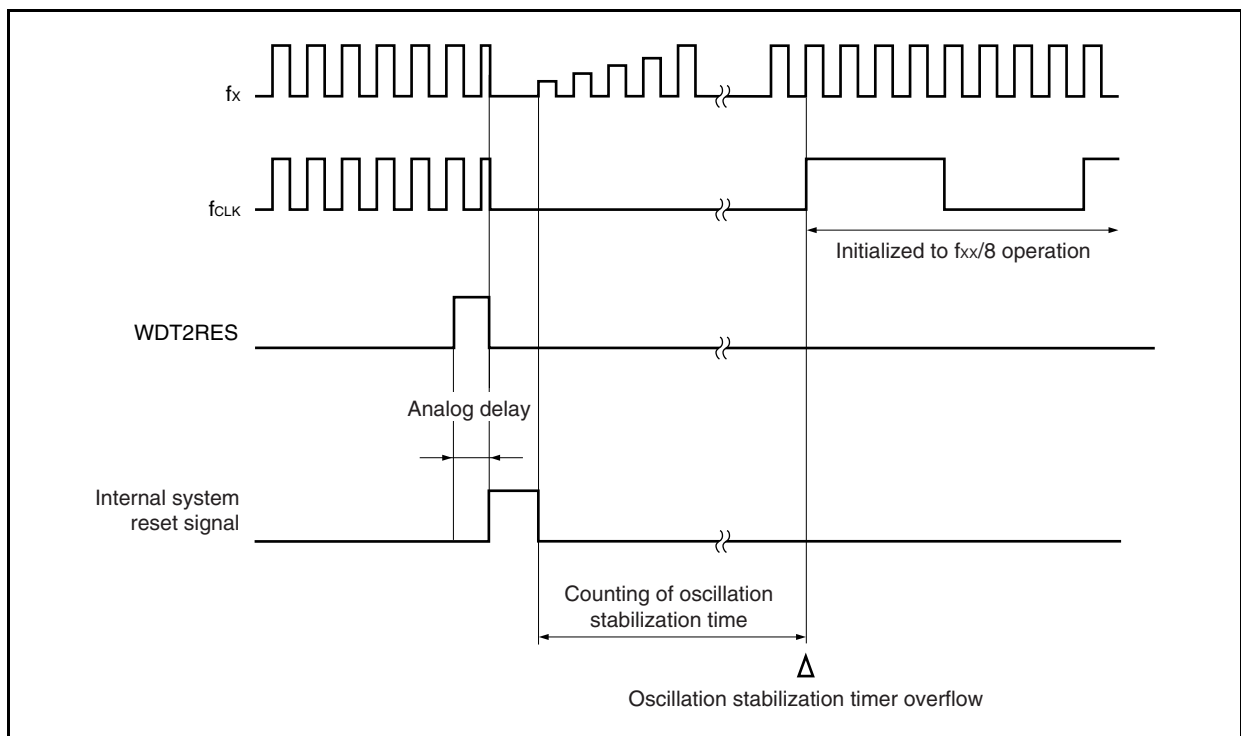 fX
fCLK
Initialized to fXX/8 operation
WDT2RES
Analog delay
Internal system
reset signal
Counting of oscillation
stabilization time
Oscillation stabilization timer overflow